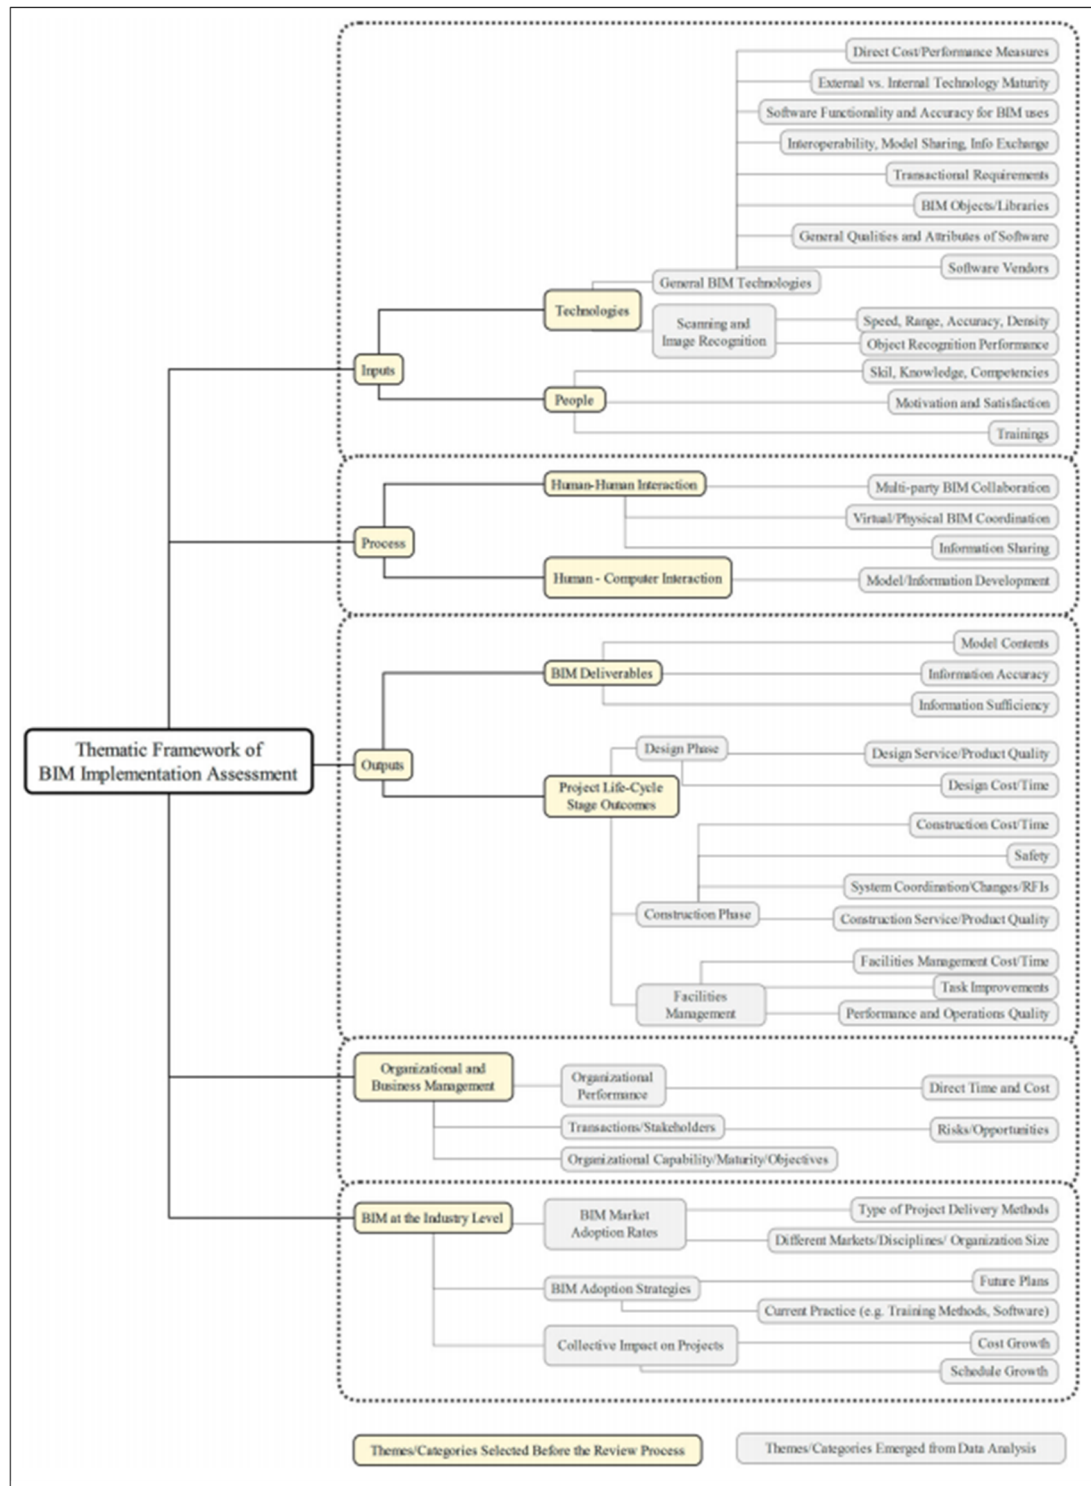 Direct Cost/Performance Measures
External vs. Internal Technology Maturity
Software Functionality and Accuracy for BIM uses
Interoperability, Model Sharing, Info Exchange
Transactional Requirements
BIM Objects/Libraries
General Qualities and Attributes of Software
Software Vendors
General BIM Technologies
Technologies
Scanning and
Image Recognition
Speed, Range, Accuracy, Density
Object Recognition Performance
Inputs
People
Skil, Knowledge, Competencies
Motivation and Satisfaction
Trainings
Human-Human Interaction
Multi-party BIM Collaboration
Virtual/Physical BIM Coordination
Process
Information Sharing
Human - Computer Interaction
Model/Information Development
Model Contents
BIM Deliverables
Information Accuracy
Information Sufficiency
Thematic Framework of
BIM Implementation Assessment
Outputs
Design Phase
Design Service/Product Quality
Project Life-Cycle
Stage Outcomes
Design Cost/Time
Construction Cost/Time
Safety
System Coordination/Changes/RFIs
Construction Phase
Construction Service/Product Quality
Facilities Management Cost/Time
Facilities
Management
Task Improvements
Performance and Operations Quality
Organizational and
Business Management
Organizational
Performance
Direct Time and Cost
Transactions/Stakeholders
Risks/Opportunities
Organizational Capability/Maturity/Objectives
BIM at the Industry Level
BIM Market
Adoption Rates
Type of Project Delivery Methods
Different Markets/Disciplines/ Organization Size
BIM Adoption Strategies
Future Plans
Current Practice (e.g. Training Methods, Software)
Collective Impact on Projects
Cost Growth
Schedule Growth
Themes/Categories Selected Before the Review Process
Themes/Categories Emerged from Data Analysis